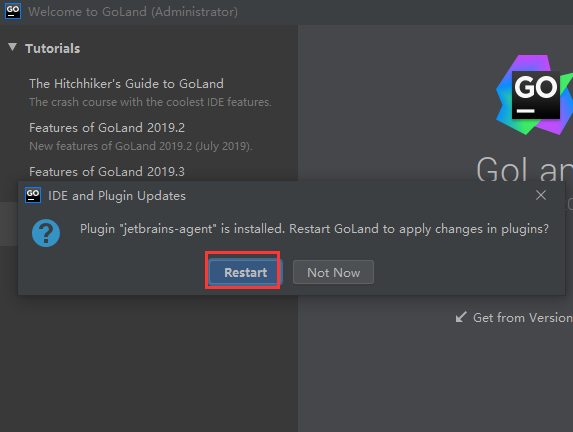 GO Welcome to GoLand (Administrator)
Tutorials
The Hitchhiker's Guide to GoLand
The crash course with the coolest IDE features.
Features of GoLand 2019.2
New features of GoLand 2019.2 (July 2019).
Features of GoLand 2019.3
GO
GoLan
GO IDE and Plugin Updates
Plugin "jetbrains-agent" is installed. Restart GoLand to apply changes in plugins?
Restart
Not Now
Get from Version